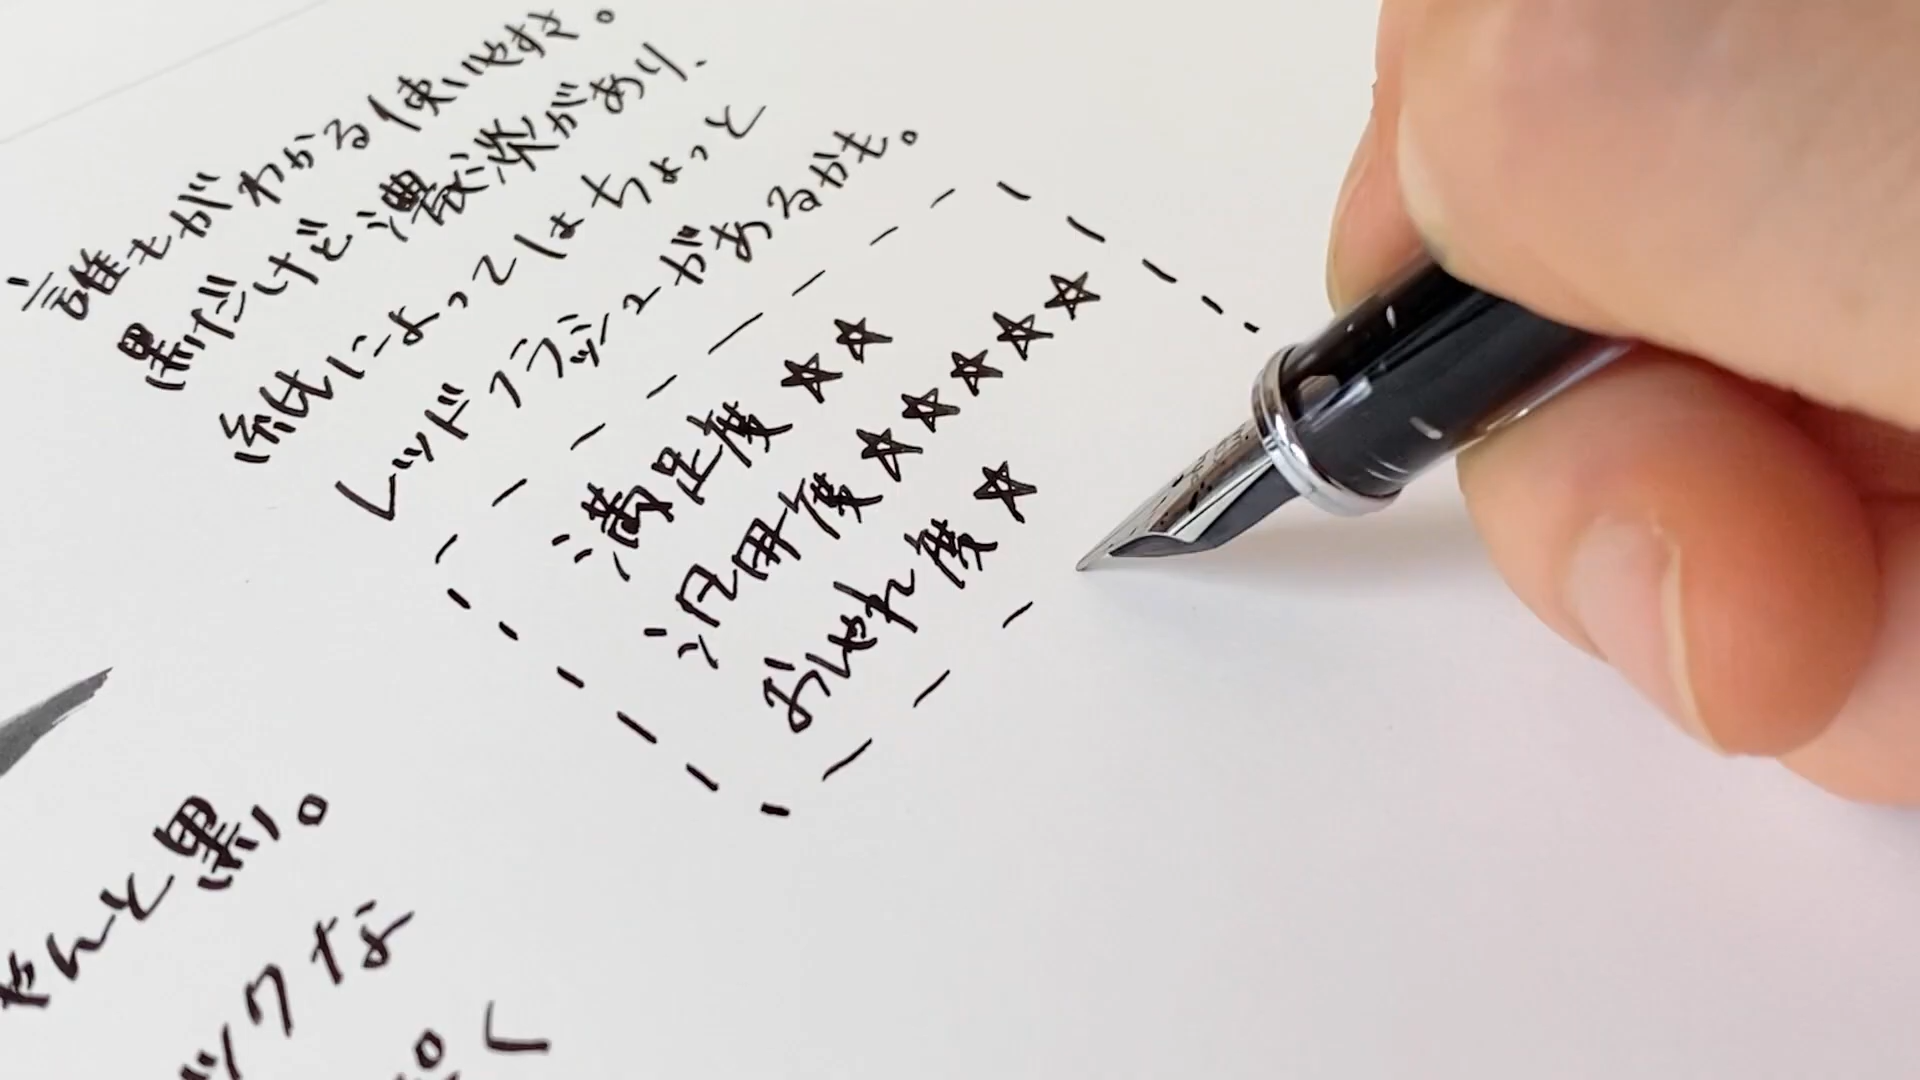 誰もがわかる使いやすさ。
黒だけど濃淡があり、
紙によってはちょっと
レッドフラッシュがあるかも。
満足度☆☆
汎用度☆☆☆☆☆
おしゃれ度☆
ゃんと黒。
ックな